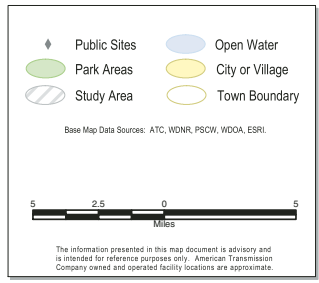 Public Sites Open Water
Park Areas City or Village
Study Area Town Boundary
Base Map Data Sources: ATC, WDNR, PSCW, WDOA, ESRI.
5 2.5 0 5
Miles
The information presented in this map document is advisory and
is intended for reference purposes only. American Transmission
Company owned and operated facility locations are approximate.